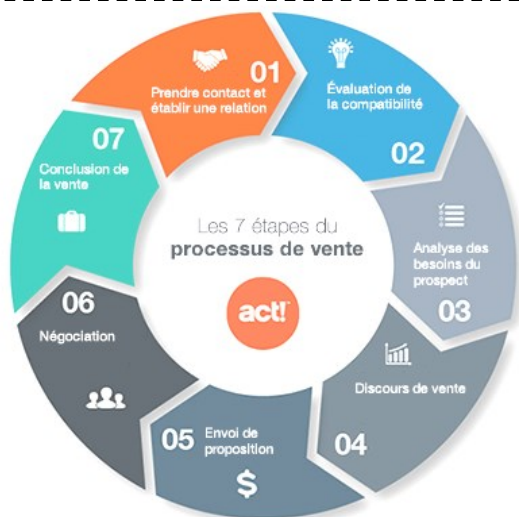 Les 7 étapes du
processus de vente
act!
01
Prendre contact et
établir une relation
Évaluation de
la compatibilité
02
Analyse des
besoins du
prospect
03
Discours de vente
04
05
Envoi de
proposition
$
06
Négociation
07
Conclusion de
la vente